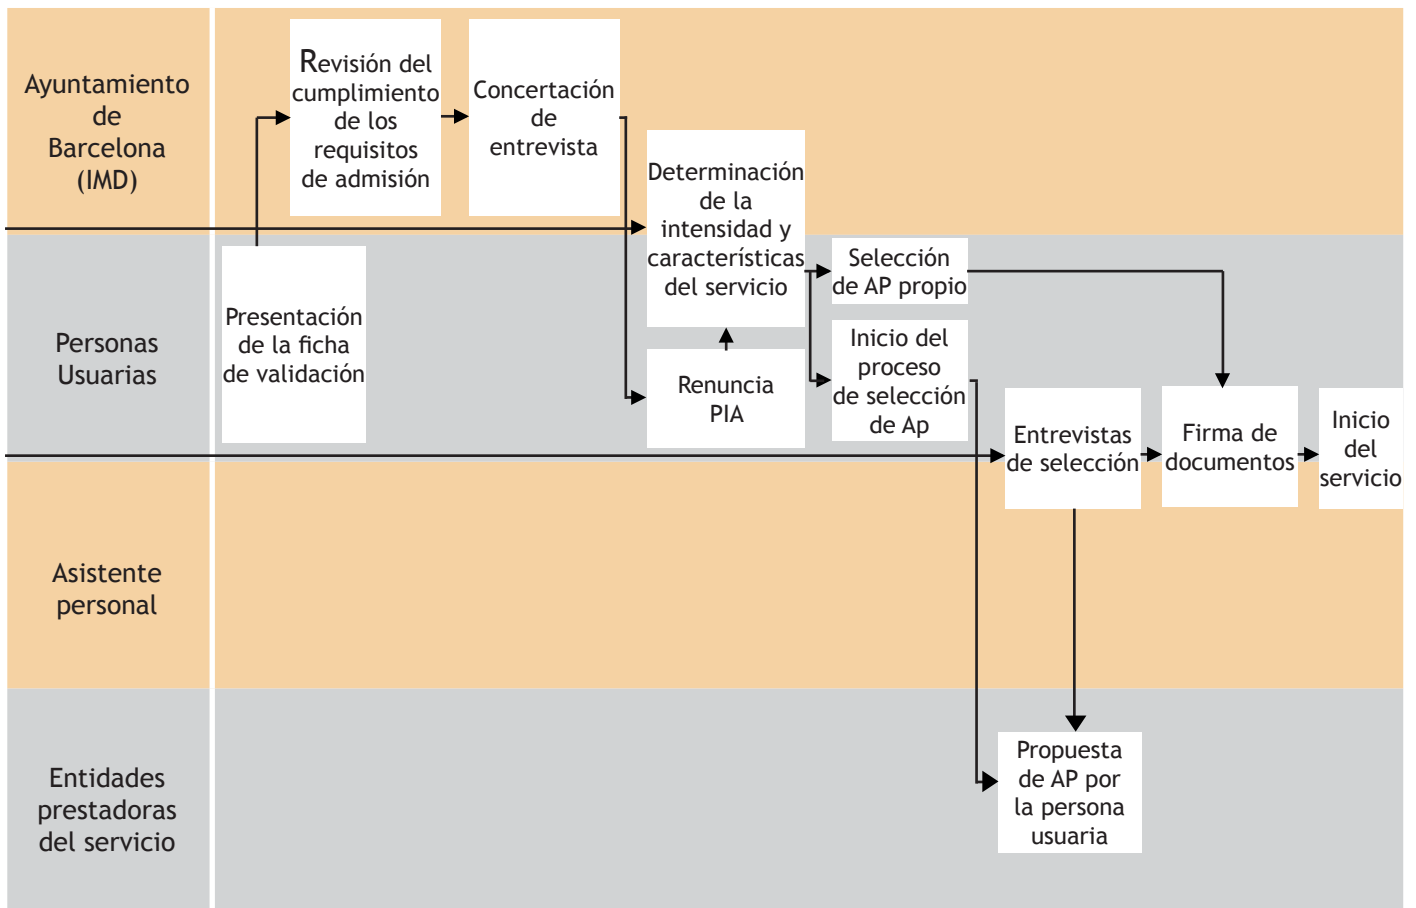 Ayuntamiento
de
Barcelona
(IMD)
Revisión del
cumplimiento
de los
requisitos
de admisión
Concertación
de
entrevista
Determinación
de la
intensidad y
características
del servicio
Personas
Usuarias
Presentación
de la ficha
de validación
Renuncia
PIA
Selección
de AP propio
Inicio del
proceso
de selección
de Ap
Entrevistas
de selección
Firma de
documentos
Inicio
del
servicio
Asistente
personal
Entidades
prestadoras
del servicio
Propuesta
de AP por
la persona
usuaria